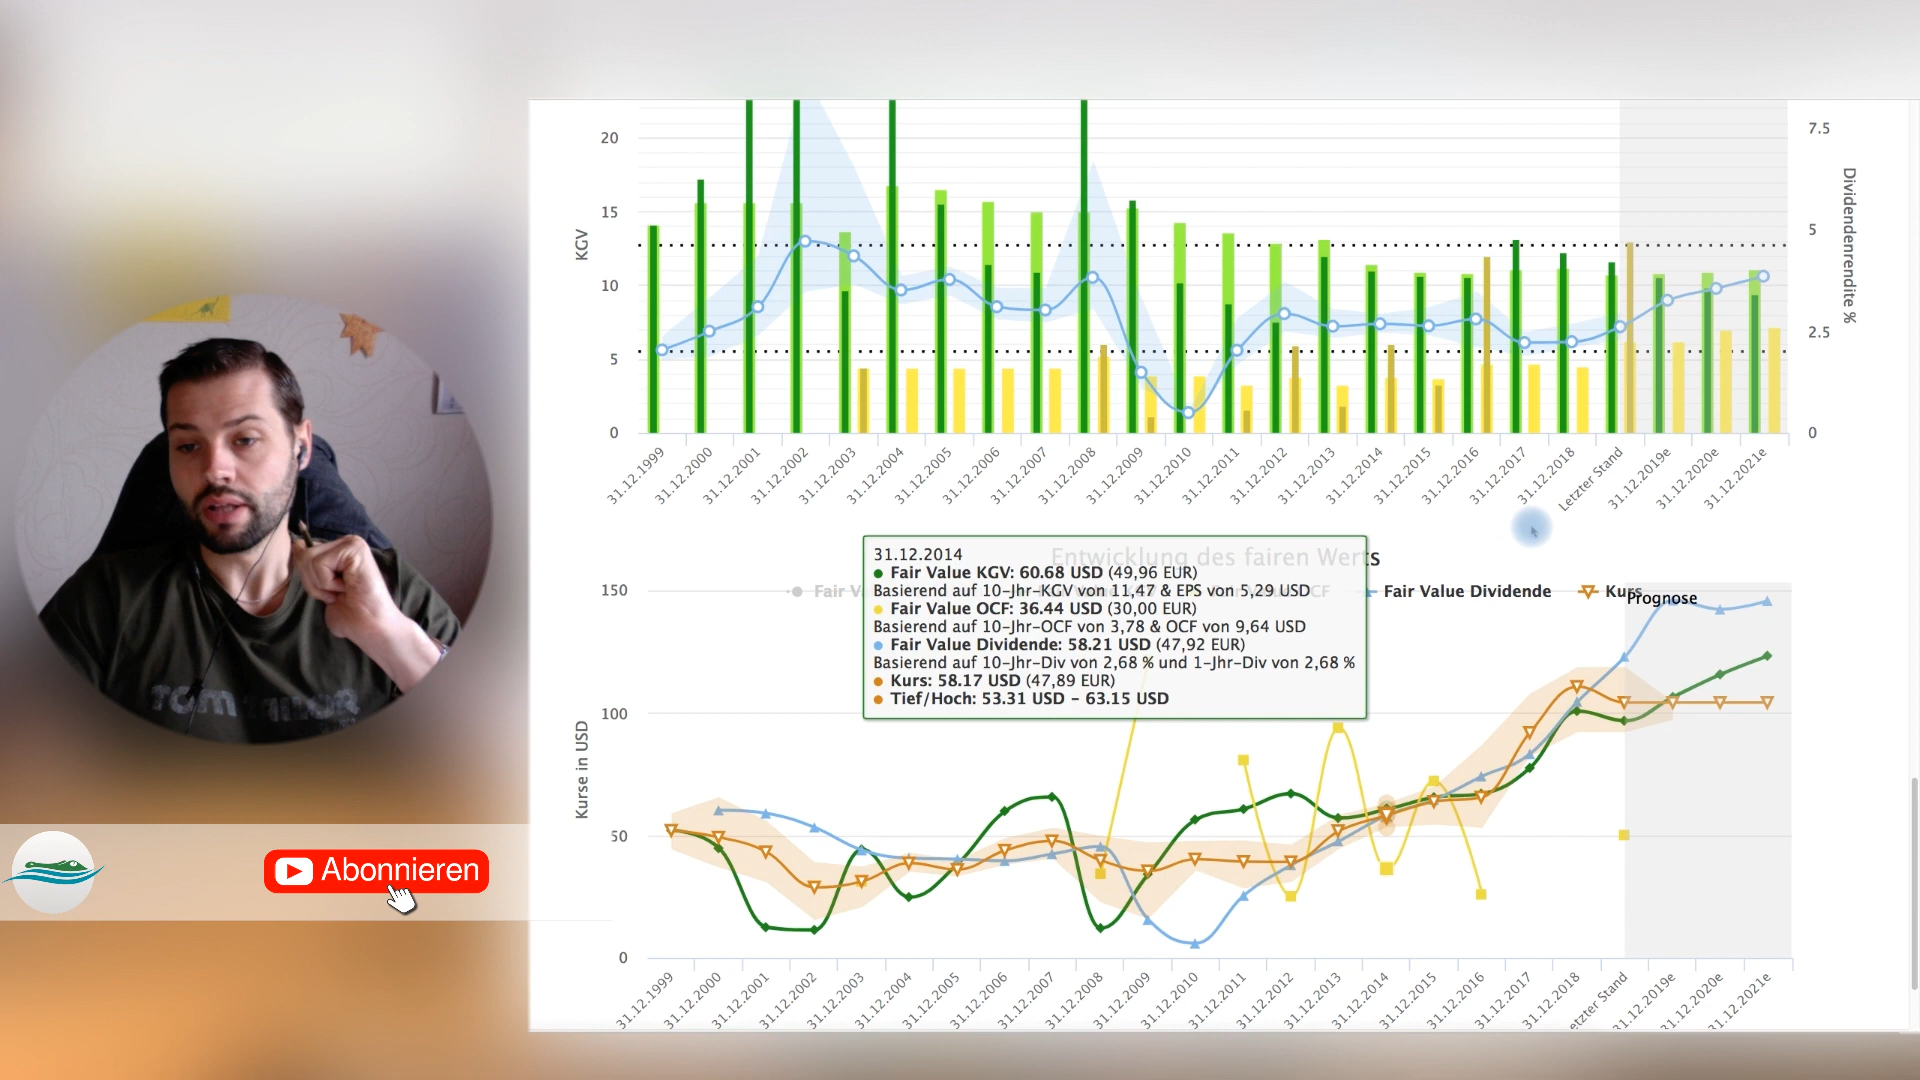 20
15
10
5
0
KGV
7.5
5
2.5
0
Dividendenrendite %
31.12.1999
31.12.2000
31.12.2001
31.12.2002
31.12.2003
31.12.2004
31.12.2005
31.12.2006
31.12.2007
31.12.2008
31.12.2009
31.12.2010
31.12.2011
31.12.2012
31.12.2013
31.12.2014
31.12.2015
31.12.2016
31.12.2017
31.12.2018
Letzter Stand
31.12.2019e
31.12.2020e
31.12.2021e
Entwicklung des fairen Werts
Fair V
CF
Fair Value Dividende
Kurs
Prognose
31.12.2014
Fair Value KGV: 60.68 USD (49,96 EUR)
Basierend auf 10-Jhr-KGV von 11,47 & EPS von 5,29 USD
Fair Value OCF: 36.44 USD (30,00 EUR)
Basierend auf 10-Jhr-OCF von 3,78 & OCF von 9,64 USD
Fair Value Dividende: 58.21 USD (47,92 EUR)
Basierend auf 10-Jhr-Div von 2,68 % und 1-Jhr-Div von 2,68 %
Kurs: 58.17 USD (47,89 EUR)
Tief/Hoch: 53.31 USD – 63.15 USD
150
100
50
0
Kurse in USD
31.12.1999
31.12.2000
31.12.2001
31.12.2002
31.12.2003
31.12.2004
31.12.2005
31.12.2006
31.12.2007
31.12.2008
31.12.2009
31.12.2010
31.12.2011
31.12.2012
31.12.2013
31.12.2014
31.12.2015
31.12.2016
31.12.2017
31.12.2018
etzter Stand
31.12.2019e
31.12.2020e
31.12.2021e
TOM TAILOR
Abonnieren